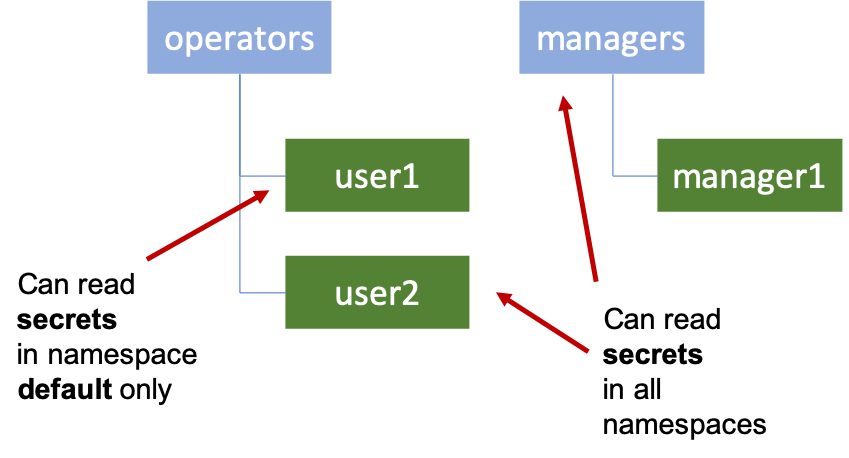 operators
managers
user1
manager1
user2
Can read
secrets
in namespace
default only
Can read
secrets
in all
namespaces